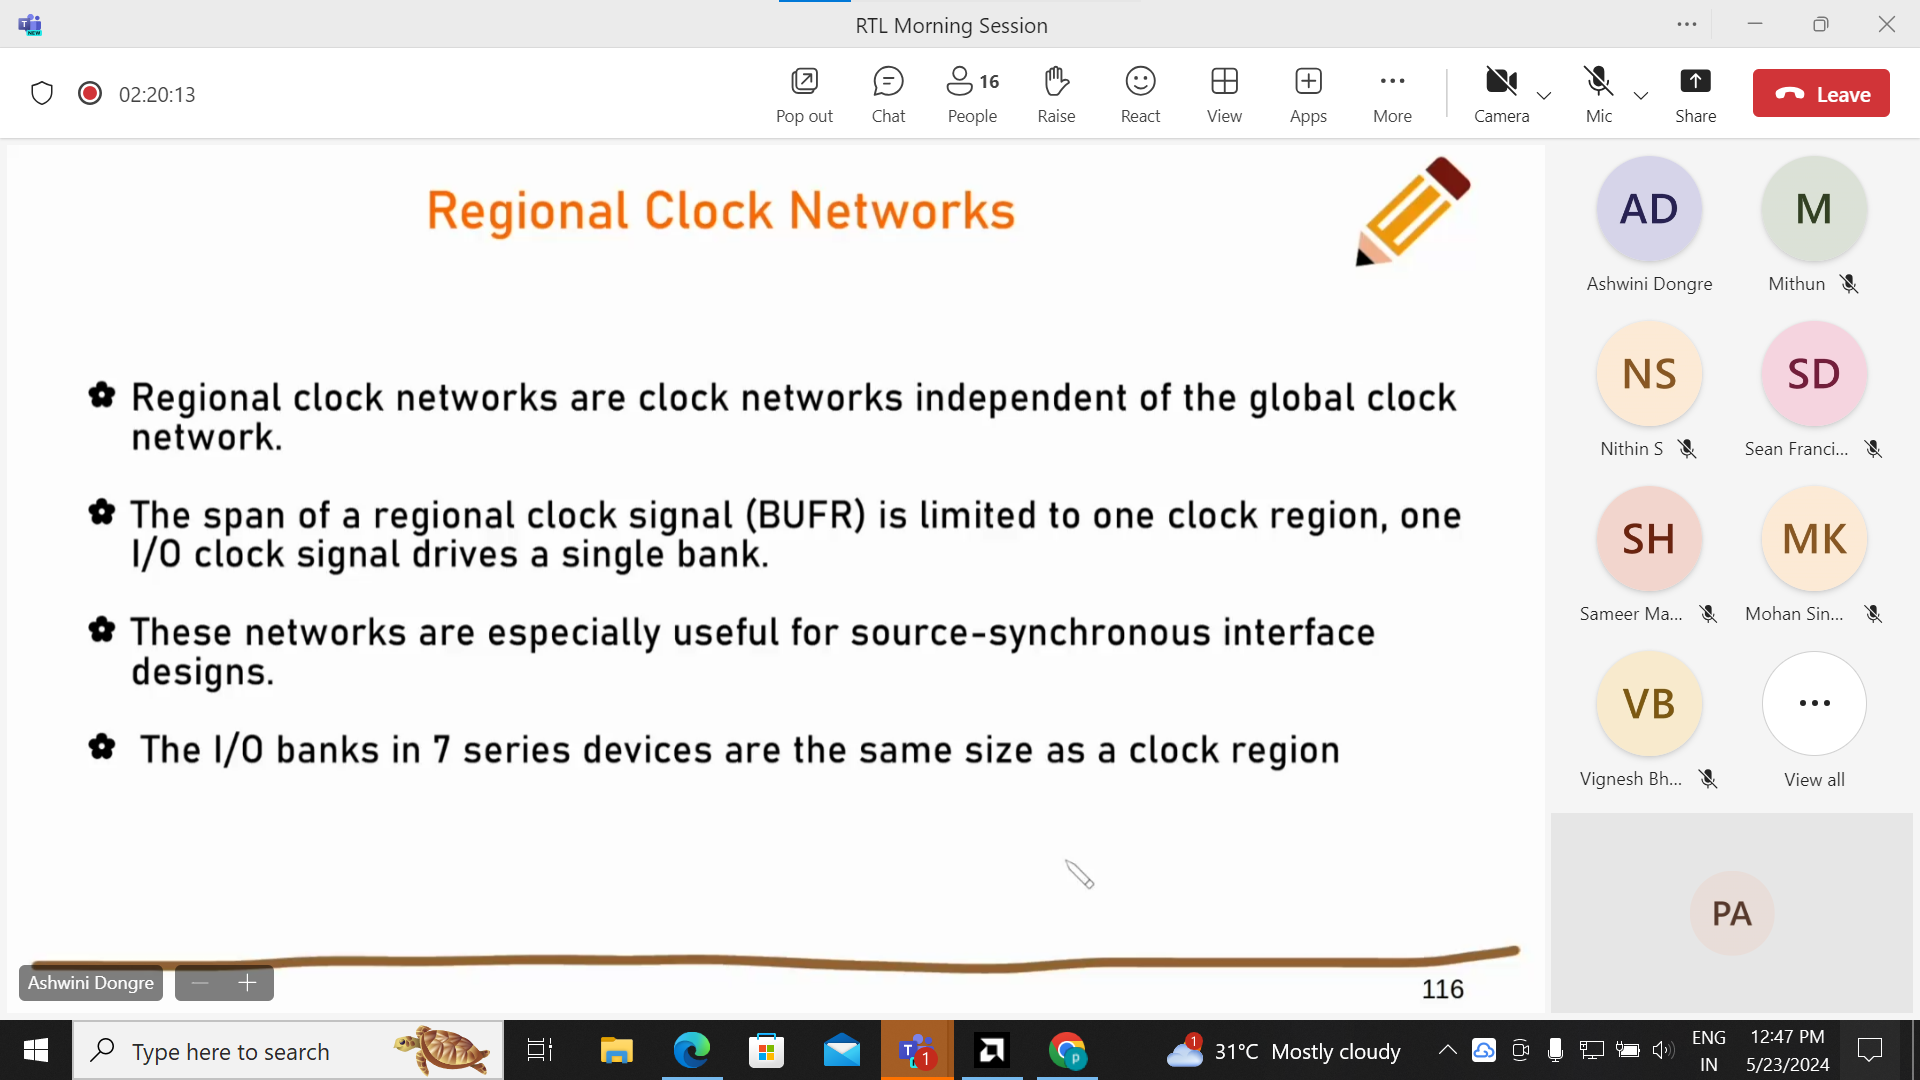 RTL Morning Session
02:20:13
Pop out
Chat
16
People
Raise
React
View
Apps
More
Camera
Mic
Share
Leave
Regional Clock Networks
Regional clock networks are clock networks independent of the global clock
network.
The span of a regional clock signal (BUFR) is limited to one clock region, one
I/O clock signal drives a single bank.
These networks are especially useful for source-synchronous interface
designs.
The I/O banks in 7 series devices are the same size as a clock region
116
Ashwini Dongre
AD
Ashwini Dongre
M
Mithun
NS
Nithin S
SD
Sean Franci...
SH
Sameer Ma...
MK
Mohan Sin...
VB
Vignesh Bh...
View all
PA
Type here to search
1
p
1
31°C Mostly cloudy
ENG
IN
12:47 PM
5/23/2024
NEW